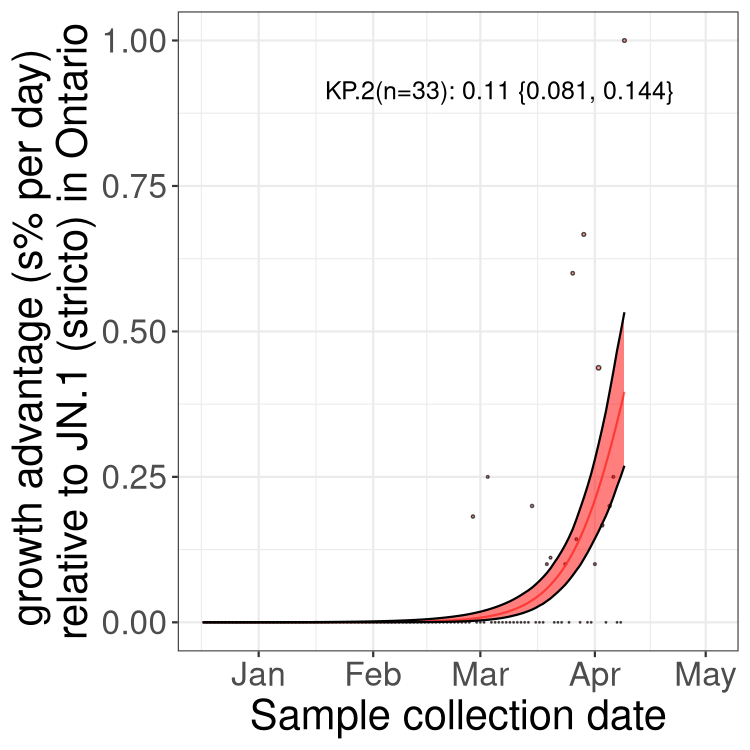 growth advantage (s% per day)
relative to JN.1 (stricto) in Ontario
1.00
0.75
0.50
0.25
0.00
KP.2(n=33): 0.11 {0.081, 0.144}
Jan Feb Mar Apr May
Sample collection date